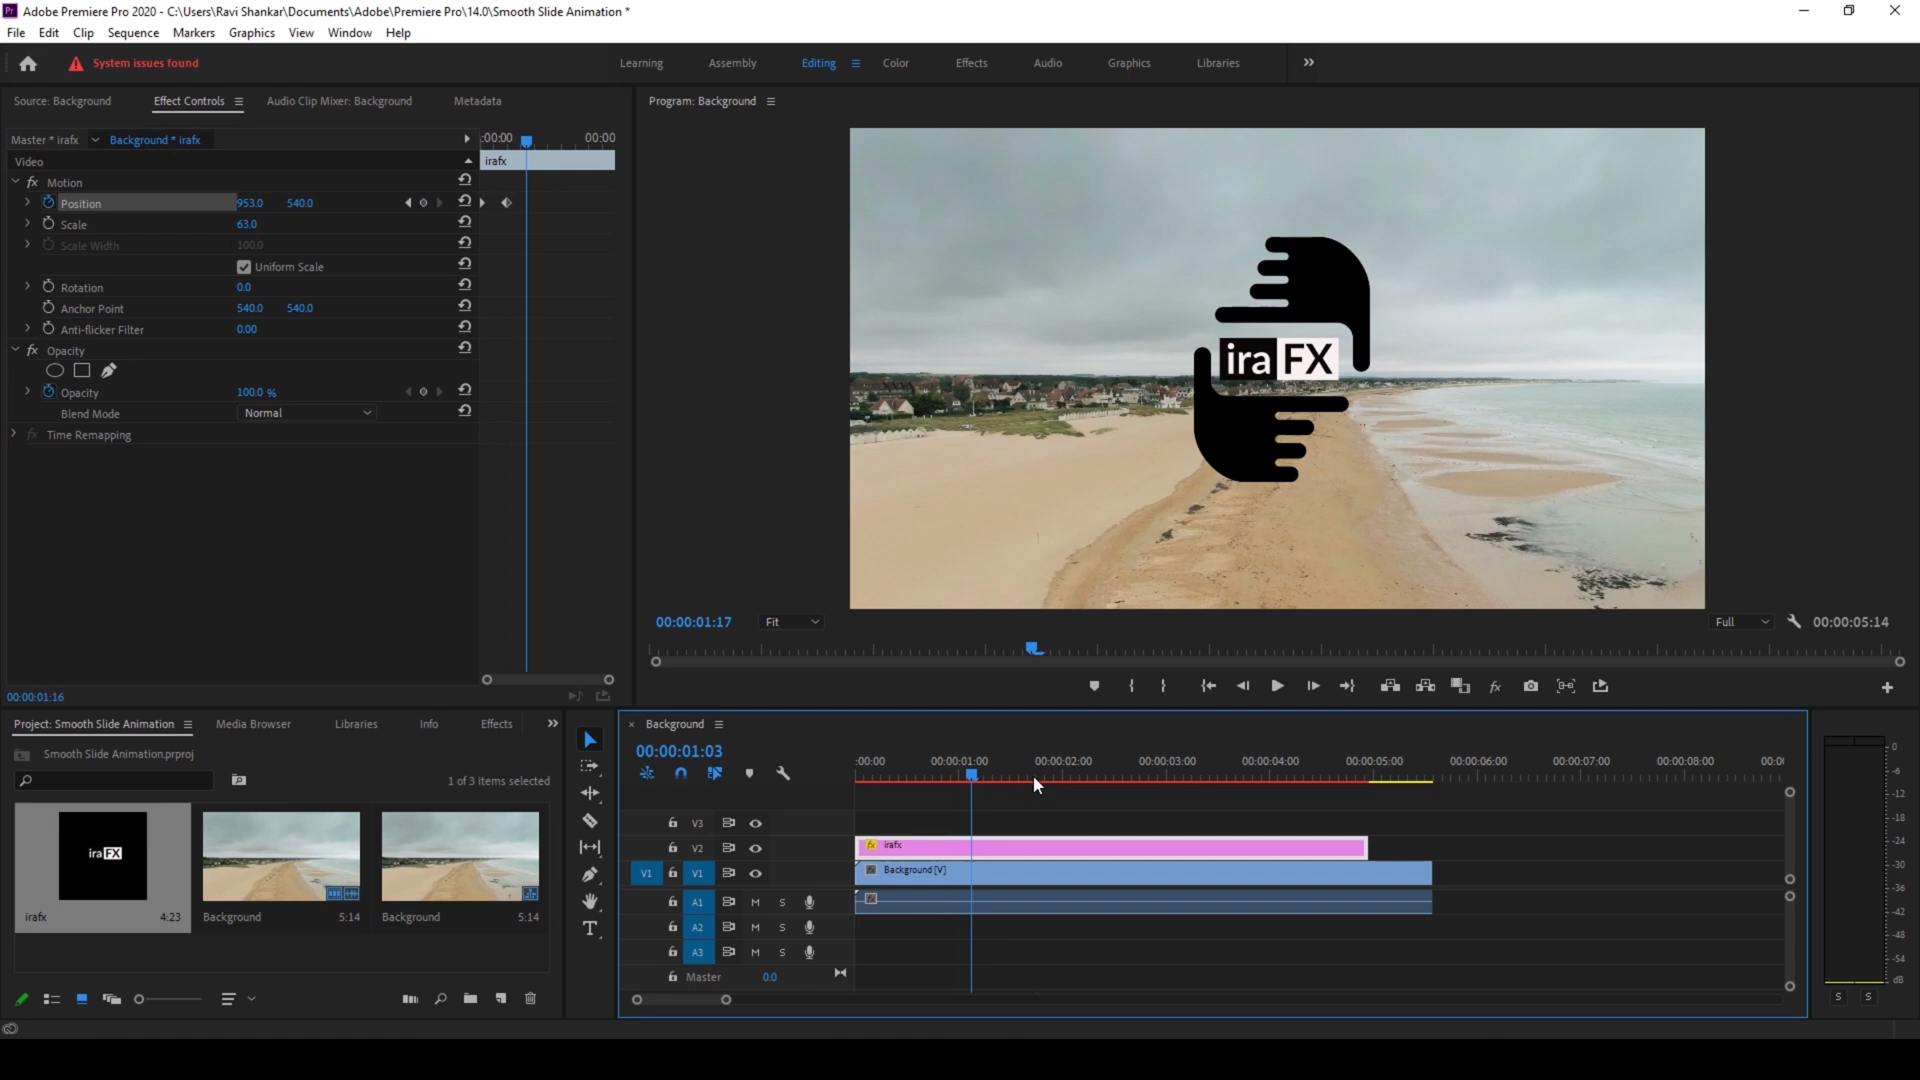 Adobe Premiere Pro 2020 - C:\Users\Ravi Shankar\Documents\Adobe\Premiere Pro\14.0\Smooth Slide Animation *
File Edit Clip Sequence Markers Graphics View Window Help
System issues found
Learning Assembly Editing Color Effects Audio Graphics Libraries
Source: Background Effect Controls Audio Clip Mixer: Background Metadata
Program: Background
Master * irafx Background * irafx
:00:00 00:00
Video
irafx
fx Motion
Position 953.0 540.0
Scale 63.0
Scale Width 100.0
Uniform Scale
Rotation 0.0
Anchor Point 540.0 540.0
Anti-flicker Filter 0.00
fx Opacity
Opacity 100.0 %
Blend Mode Normal
fx Time Remapping
ira FX
00:00:01:17 Fit Full 00:00:05:14
00:00:01:16
Project: Smooth Slide Animation Media Browser Libraries Info Effects
Smooth Slide Animation.prproj
1 of 3 items selected
ira FX
irafx 4:23
Background 5:14
Background 5:14
Background
00:00:01:03
:00:00 00:00:01:00 00:00:02:00 00:00:03:00 00:00:04:00 00:00:05:00 00:00:06:00 00:00:07:00 00:00:08:00 00:00
V3
V2 irafx
V1 V1 Background [V]
A1 M S
A2 M S
A3 M S
Master 0.0
0
-6
-12
-18
-24
-30
-36
-42
-48
-54
dB
S S